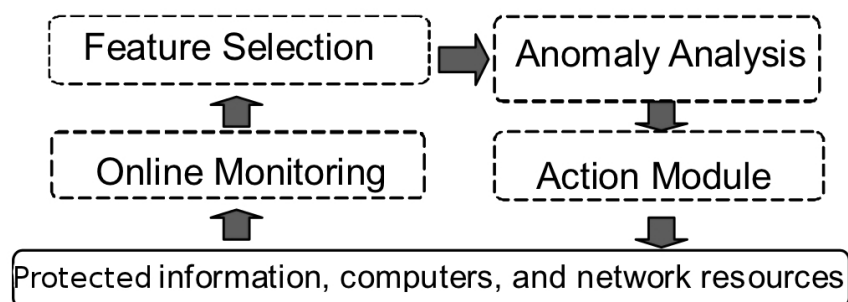 Feature Selection
Anomaly Analysis
Online Monitoring
Action Module
Protected information, computers, and network resources